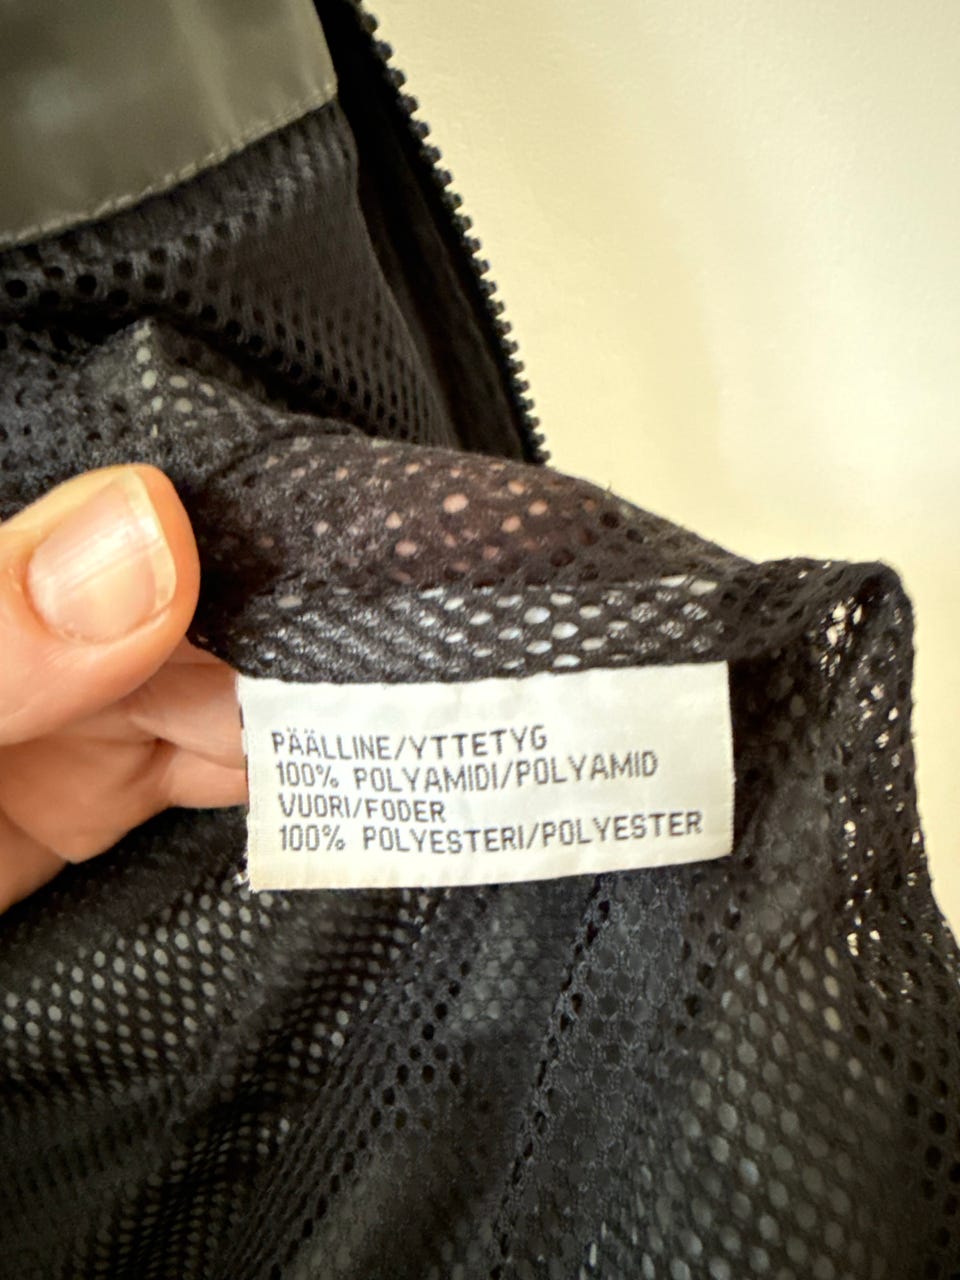 PÄÄLLINE/YTTETYG
100% POLYAMIDI/POLYAMID
VUORI/FODER
100% POLYESTERI/POLYESTER